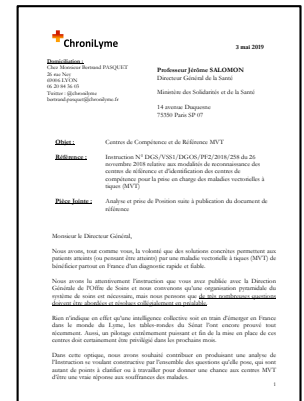 ChroniLyme
3 mai 2019
Domiciliation :
Chez Monsieur Bertrand PASQUET
26 rue Ney
69006 LYON
06 20 84 56 03
Twitter : @chronilyme
bertrand.pasquet@chronilyme.fr
Professeur Jérôme SALOMON
Directeur Général de la Santé
Ministère des Solidarités et de la Santé
14 avenue Duquesne
75350 Paris SP 07
Objet : Centres de Compétence et de Référence MVT
Référence : Instruction N° DGS/VSS1/DGOS/PF2/2018/258 du 26
novembre 2018 relative aux modalités de reconnaissance des
centres de référence et d'identification des centres de
compétence pour la prise en charge des maladies vectorielles à
tiques (MVT)
Pièce Jointe : Analyse et prise de Position suite à publication du document de
référence
Monsieur le Directeur Général,
Nous avons, tout comme vous, la volonté que des solutions concrètes permettent aux
patients atteints (ou pensant être atteints) par une maladie vectorielle à tiques (MVT) de
bénéficier partout en France d'un diagnostic rapide et fiable.
Nous avons lu attentivement l'instruction que vous avez publiée avec la Direction
Générale de l'Offre de Soins et nous convenons qu'une organisation pyramidale du
système de soins est nécessaire, mais nous pensons que de très nombreuses questions
doivent être abordées et résolues collégialement en préalable.
Rien n'indique en effet qu'une intelligence collective soit en train d'émerger en France
dans le monde du Lyme, les tables-rondes du Sénat l'ont encore prouvé tout
récemment. Aussi, un pilotage extrêmement puissant et fin de la mise en place de ces
centres doit certainement être privilégié dans les prochains mois.
Dans cette optique, nous avons souhaité contribuer en produisant une analyse de
l'Instruction se voulant constructive par l'ensemble des questions qu'elle pose, qui sont
autant de points à clarifier ou à travailler pour donner une chance aux centres MVT
d'être une vraie réponse aux souffrances des malades.
1